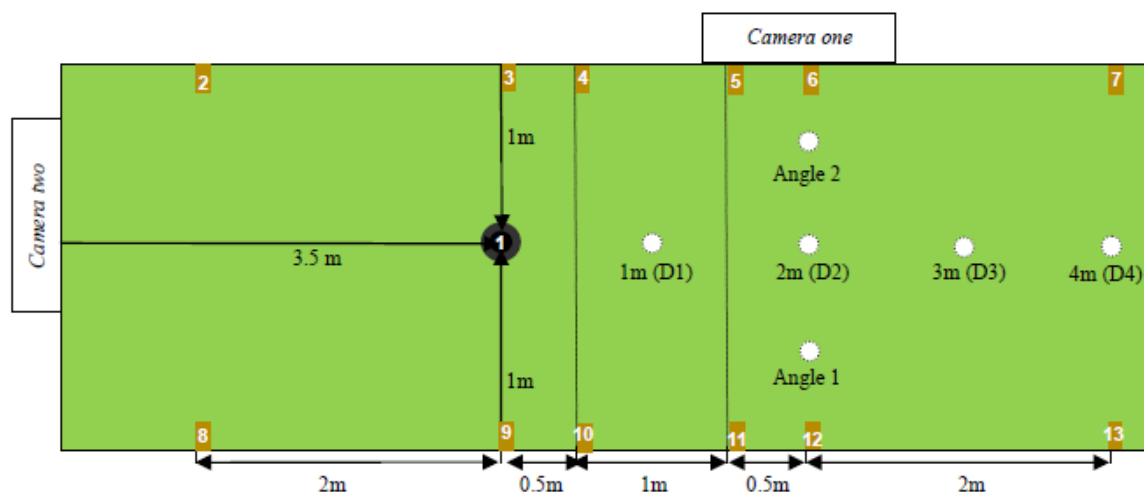 Camera one
2
3
4
5
6
7
1m
Angle 2
Camera two
1
3.5 m
1m (D1)
2m (D2)
3m (D3)
4m (D4)
1m
Angle 1
8
9
10
11
12
13
2m
0.5m
1m
0.5m
2m